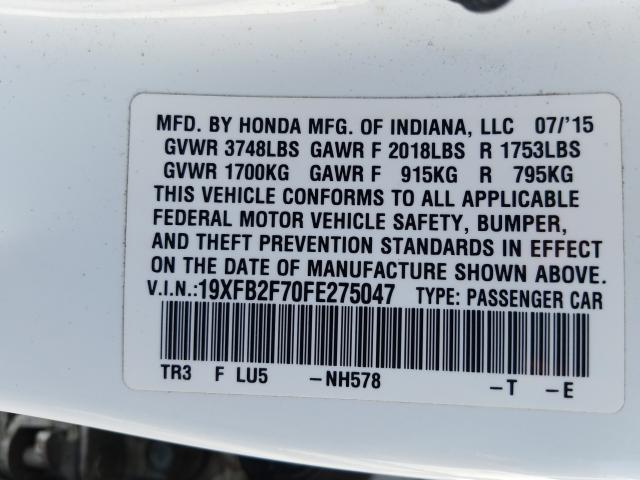 MFD. BY HONDA MFG. OF INDIANA, LLC 07/'15
GVWR 3748LBS GAWR F 2018LBS R 1753LBS
GVWR 1700KG GAWR F 915KG R 795KG
THIS VEHICLE CONFORMS TO ALL APPLICABLE
FEDERAL MOTOR VEHICLE SAFETY, BUMPER,
AND THEFT PREVENTION STANDARDS IN EFFECT
ON THE DATE OF MANUFACTURE SHOWN ABOVE.
V.I.N.:19XFB2F70FE275047 TYPE: PASSENGER CAR
TR3 F LU5 –NH578 –T –E